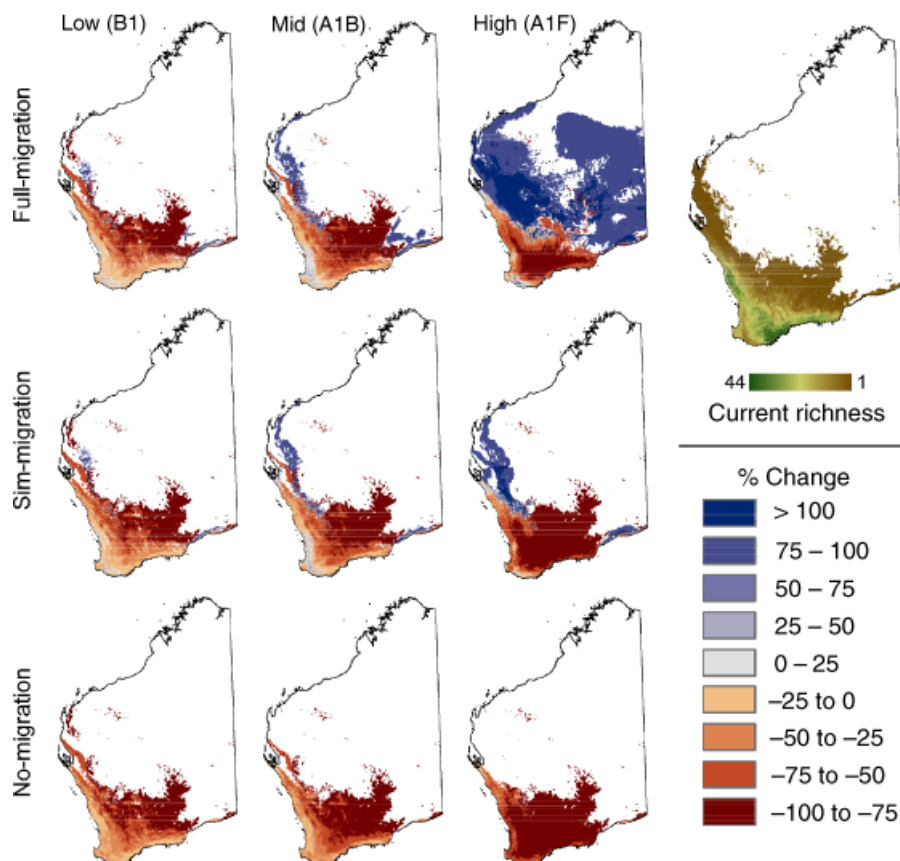 Low (B1)
Mid (A1B)
High (A1F)
Full-migration
Sim-migration
No-migration
44
1
Current richness
% Change
> 100
75 – 100
50 – 75
25 – 50
0 – 25
–25 to 0
–50 to –25
–75 to –50
–100 to –75